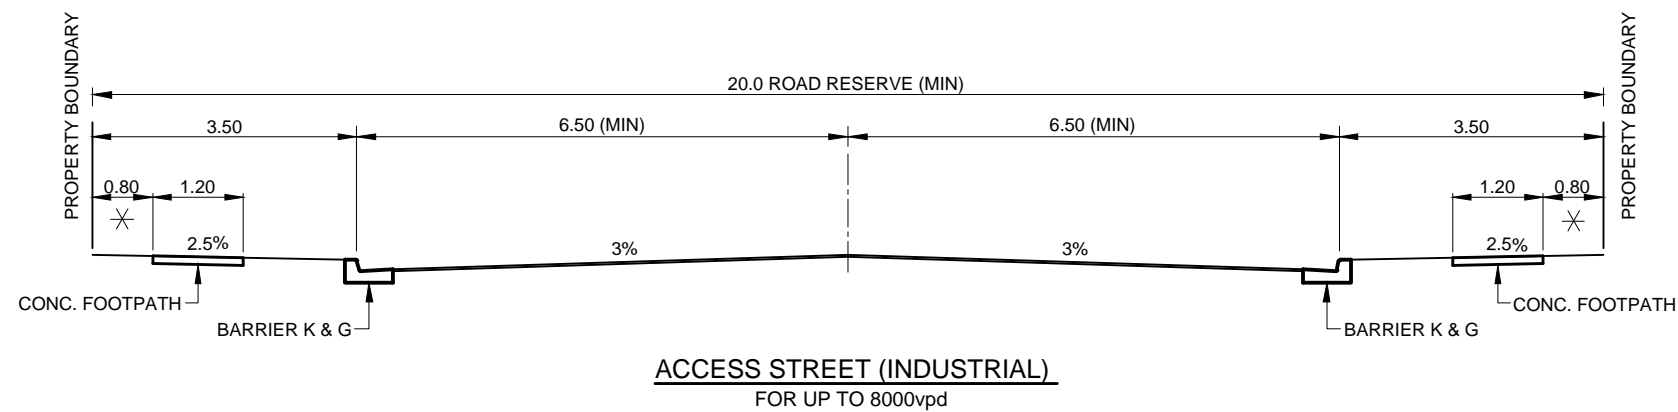 PROPERTY BOUNDARY
PROPERTY BOUNDARY
20.0 ROAD RESERVE (MIN)
3.50
6.50 (MIN)
6.50 (MIN)
3.50
0.80
1.20
1.20
0.80
2.5%
3%
3%
2.5%
CONC. FOOTPATH
CONC. FOOTPATH
BARRIER K & G
BARRIER K & G
ACCESS STREET (INDUSTRIAL)
FOR UP TO 8000vpd